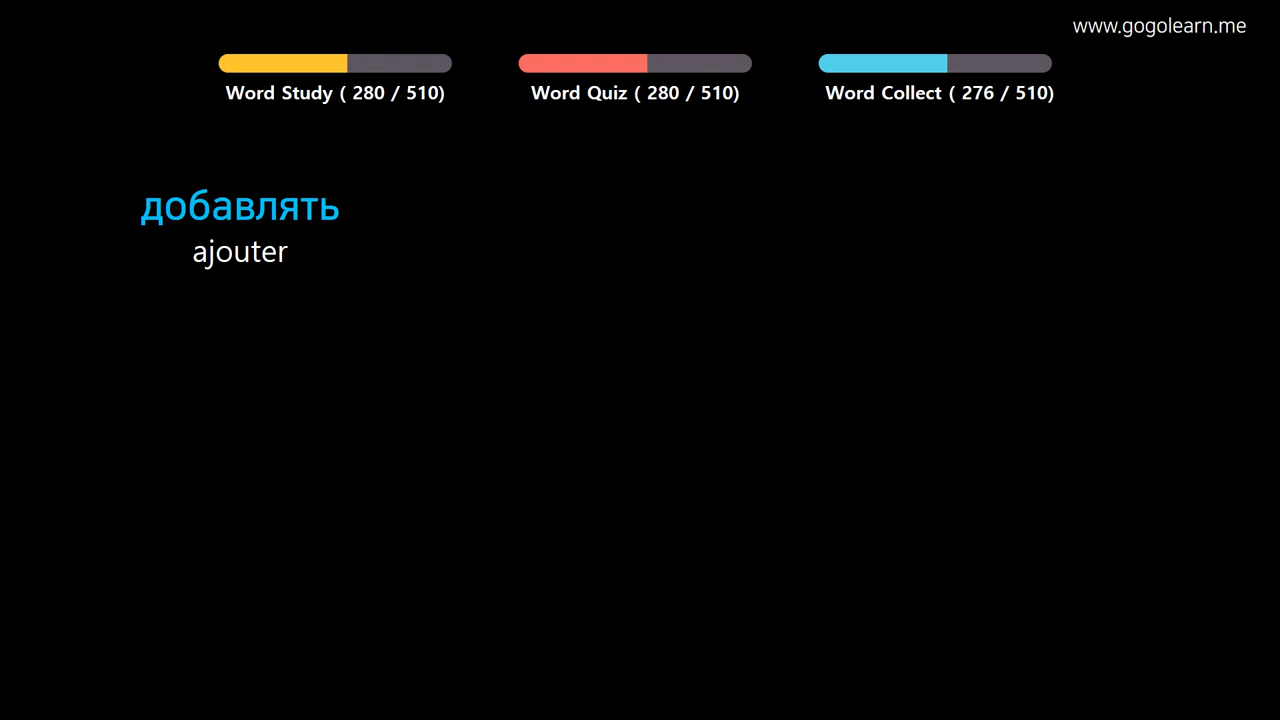 www.gogolearn.me
Word Study ( 280 / 510)
Word Quiz ( 280 / 510)
Word Collect ( 276 / 510)
добавлять
ajouter